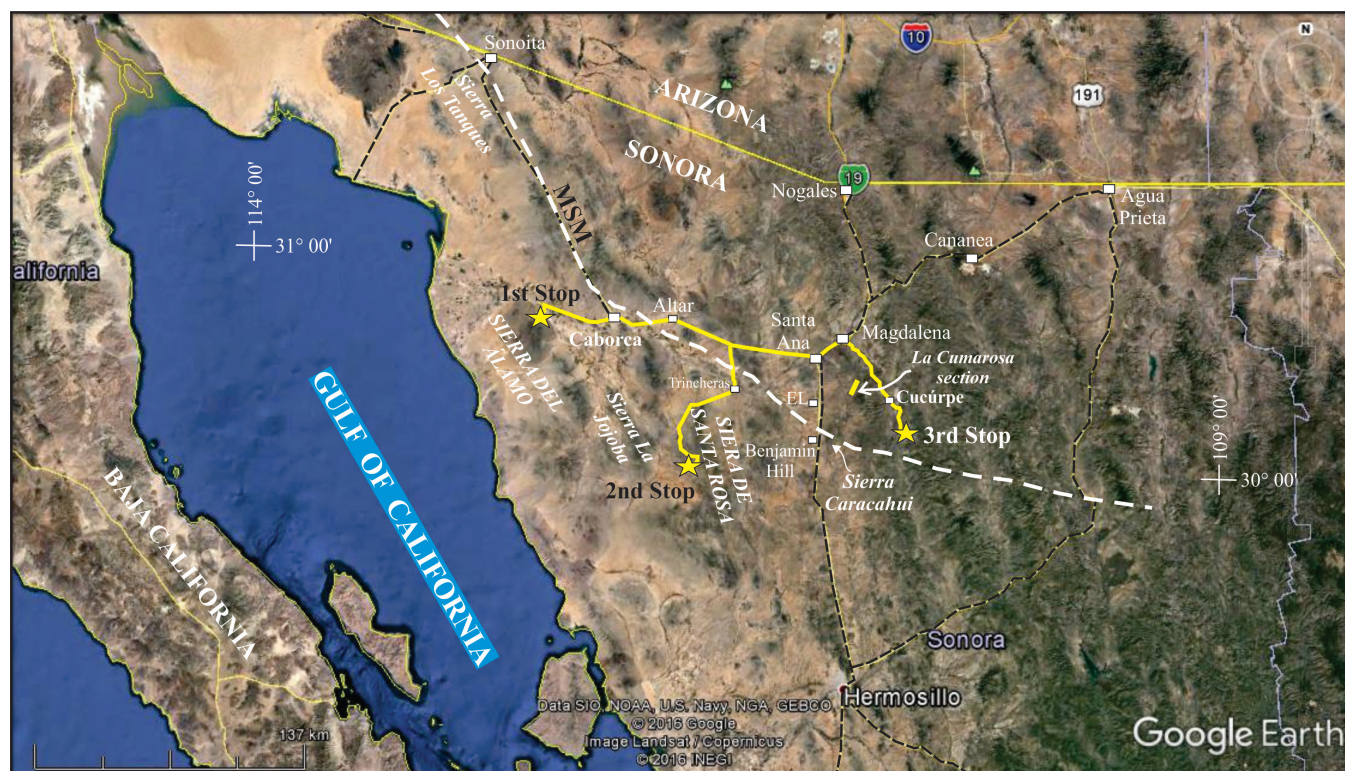 N
10
Sonoita
191
Sierra
Los Tanques
ARIZONA
SONORA
19
Nogales
Agua
Prieta
114° 00'
31° 00'
MSM
Cananea
alifornia
1st Stop
Altar
Caborca
Santa
Ana
Magdalena
SIERRA DEL
ÁLAMO
La Cumarosa
section
Trincheras
EL
Cucúrpe
GULF OF CALIFORNIA
Sierra La
Jojoba
SIERA DE
SANTA ROSA
3rd Stop
109° 00'
30° 00'
Benjamin
Hill
2nd Stop
Sierra
Caracahui
BAJA CALIFORNIA
Sonora
Hermosillo
Data SIO, NOAA, U.S. Navy, NGA, GEBCO
© 2016 Google
Image Landsat / Copernicus
© 2016 INEGI
137 km
Google Earth